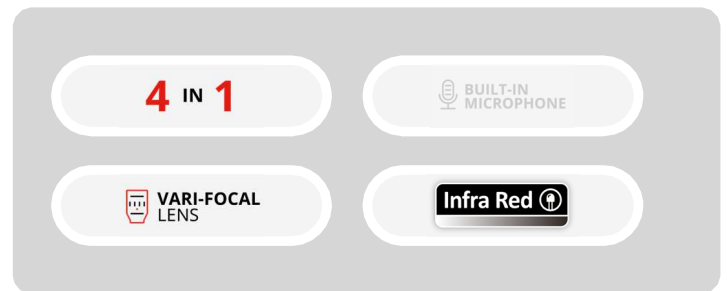 4 IN 1
BUILT-IN
MICROPHONE
VARI-FOCAL
LENS
Infra Red